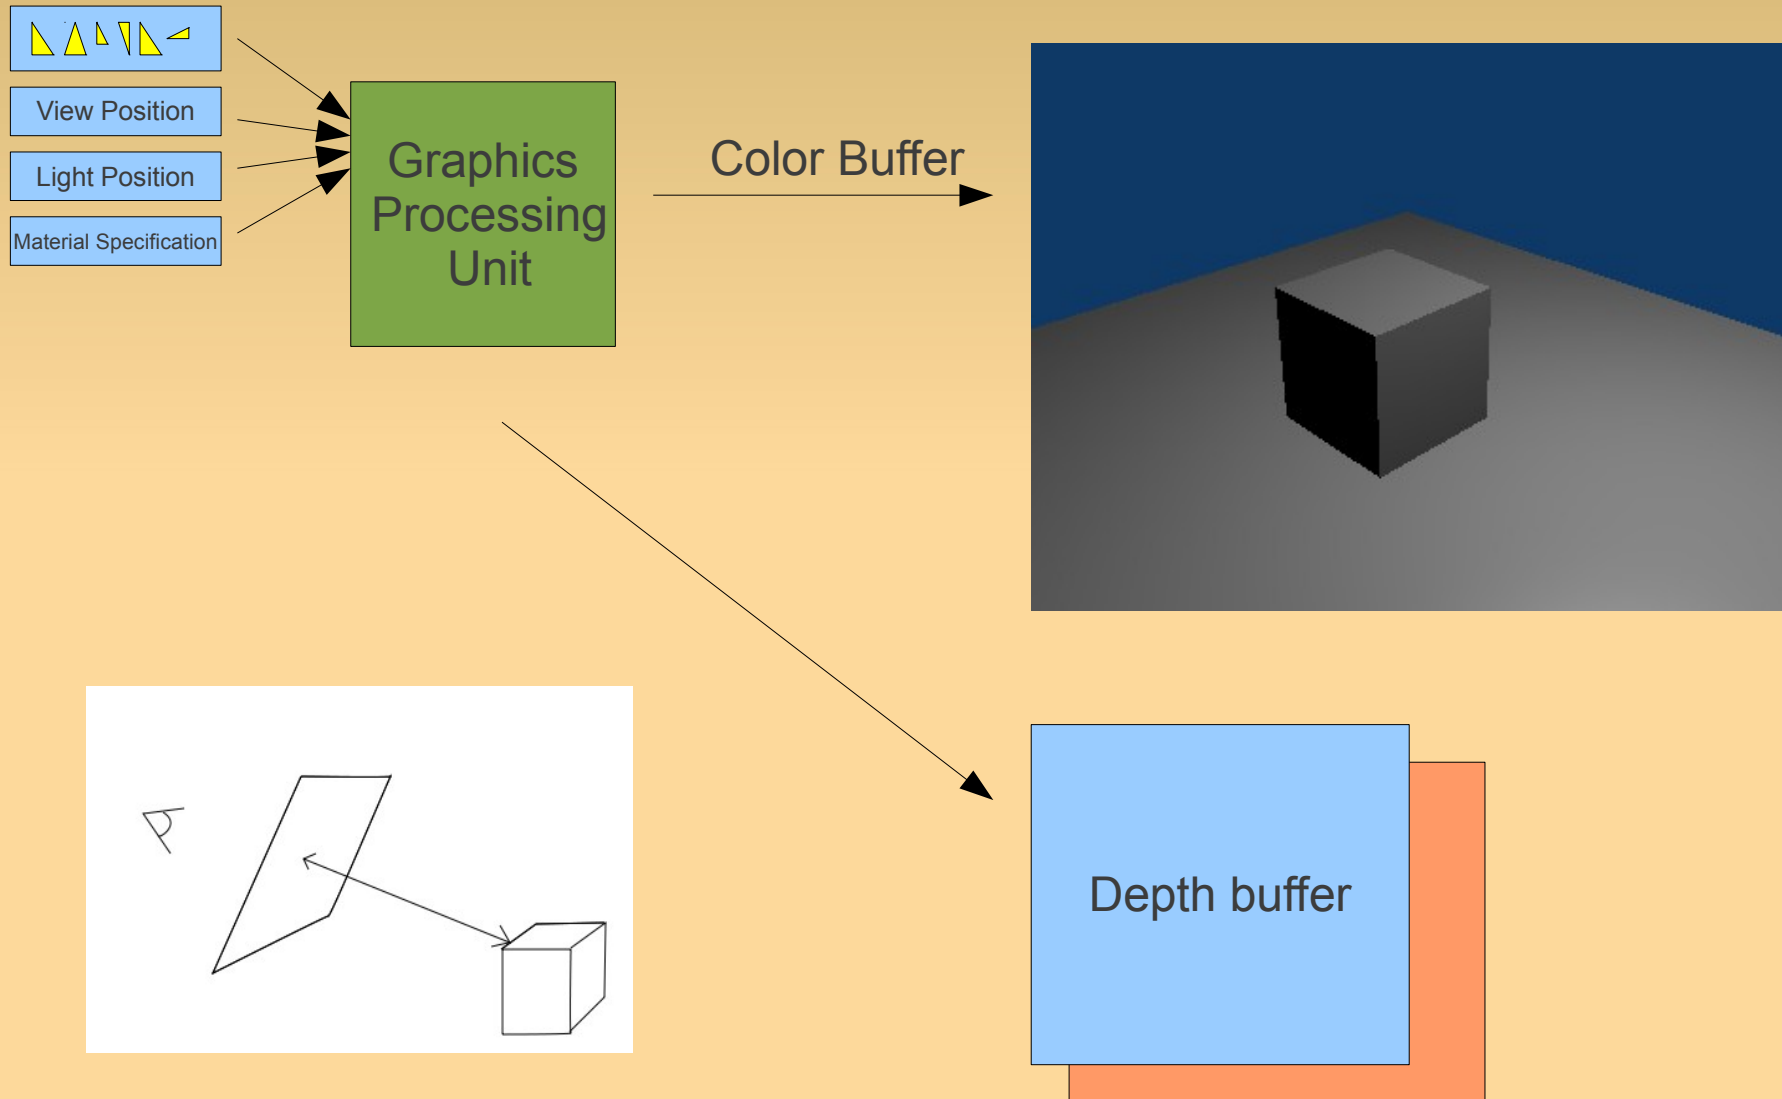 View Position
Light Position
Material Specification
Graphics
Processing
Unit
Color Buffer
Depth buffer